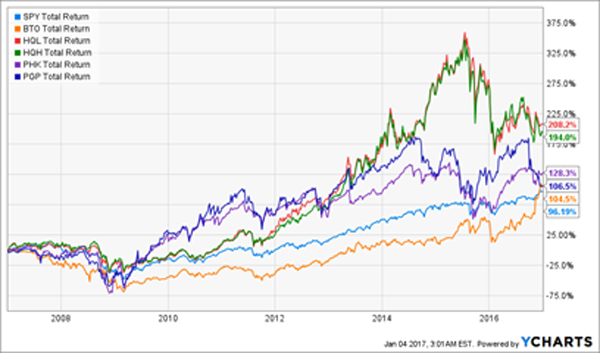 SPY Total Return
BTO Total Return
HQL Total Return
HQH Total Return
PHK Total Return
PGP Total Return
375.0%
325.0%
275.0%
225.0%
208.2%
194.0%
175.0%
128.3%
106.5%
104.5%
96.19%
25.00%
-25.0%
-75.0%
2008
2010
2012
2014
2016
Jan 04 2017, 3:01AM EST. Powered by YCHARTS